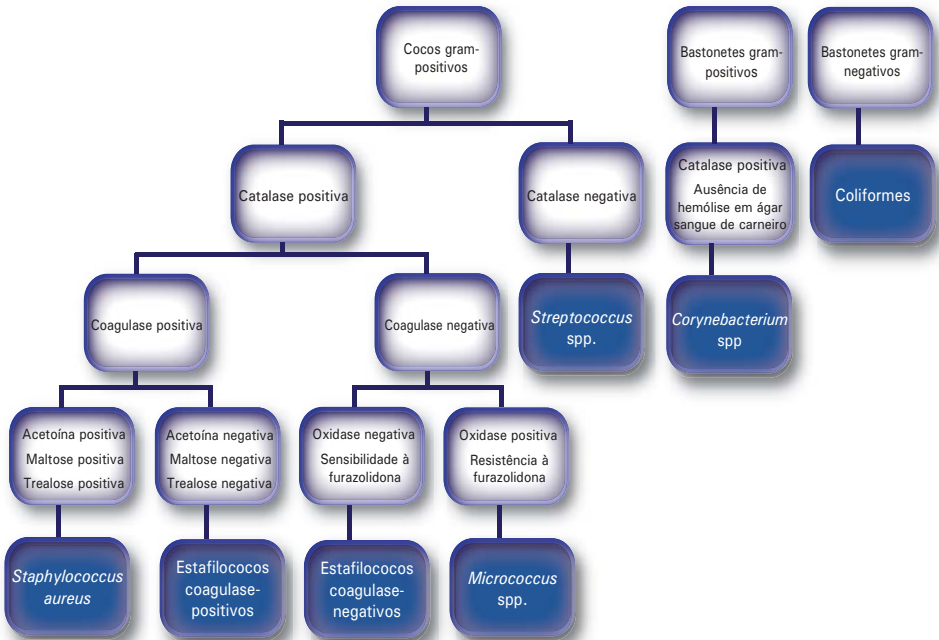 Cocos gram-
positivos
Bastonetes gram-
positivos
Bastonetes gram-
negativos
Catalase positiva
Catalase negativa
Catalase positiva
Ausência de
hemólise em ágar
sangue de carneiro
Coliformes
Coagulase positiva
Coagulase negativa
Streptococcus
spp.
Corynebacterium
spp
Acetoína positiva
Maltose positiva
Trealose positiva
Acetoína negativa
Maltose negativa
Trealose negativa
Oxidase negativa
Sensibilidade à
furazolidona
Oxidase positiva
Resistência à
furazolidona
Staphylococcus
aureus
Estafilococos
coagulase-
positivos
Estafilococos
coagulase-
negativos
Micrococcus
spp.